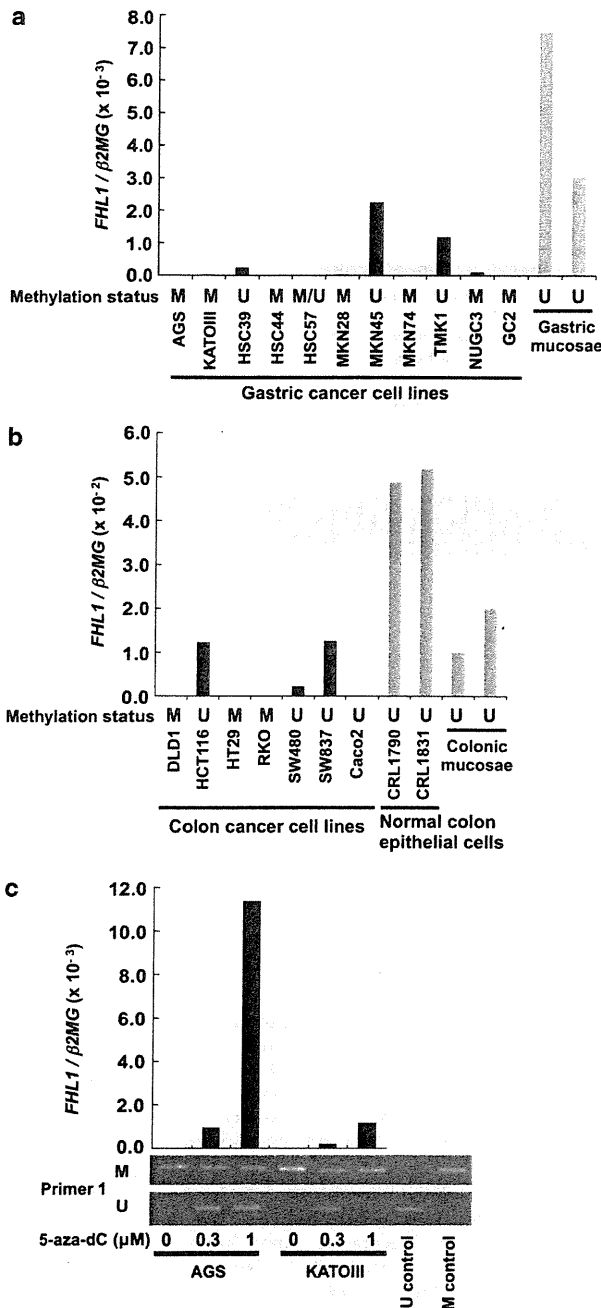 a
FHL1 / β2MG (x 10⁻³)
8.0
7.0
6.0
5.0
4.0
3.0
2.0
1.0
0.0
Methylation status M M U M M/U M U M U M M U U
AGS
KATOIII
HSC39
HSC44
HSC57
MKN28
MKN45
MKN74
TMK1
NUGC3
GC2
Gastric
mucosae
Gastric cancer cell lines
b
FHL1 / β2MG (x 10⁻²)
6.0
5.0
4.0
3.0
2.0
1.0
0.0
Methylation status M U M M U U U U U U U
DLD1
HCT116
HT29
RKO
SW480
SW837
Caco2
CRL1790
CRL1831
Colonic
mucosae
Colon cancer cell lines
Normal colon
epithelial cells
c
FHL1 / β2MG (x 10⁻³)
12.0
10.0
8.0
6.0
4.0
2.0
0.0
Primer 1
M
U
5-aza-dC (μM) 0 0.3 1 0 0.3 1
AGS
KATOIII
U control
M control